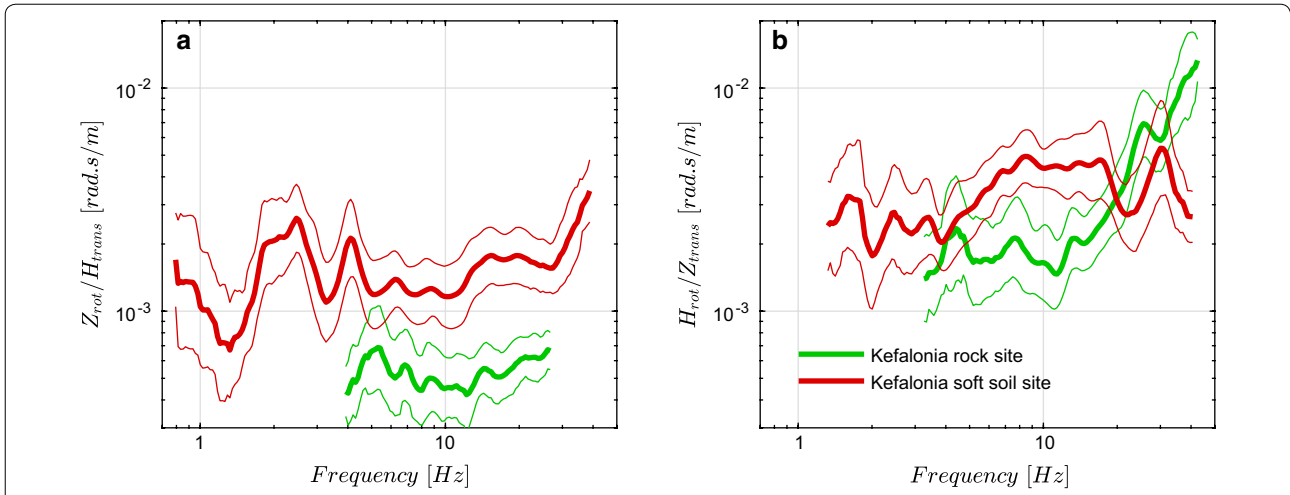 a
10^-2
10^-3
Z_rot/H_trans [rad.s/m]
1
10
Frequency [Hz]
b
10^-2
10^-3
H_rot/Z_trans [rad.s/m]
Kefalonia rock site
Kefalonia soft soil site
1
10
Frequency [Hz]